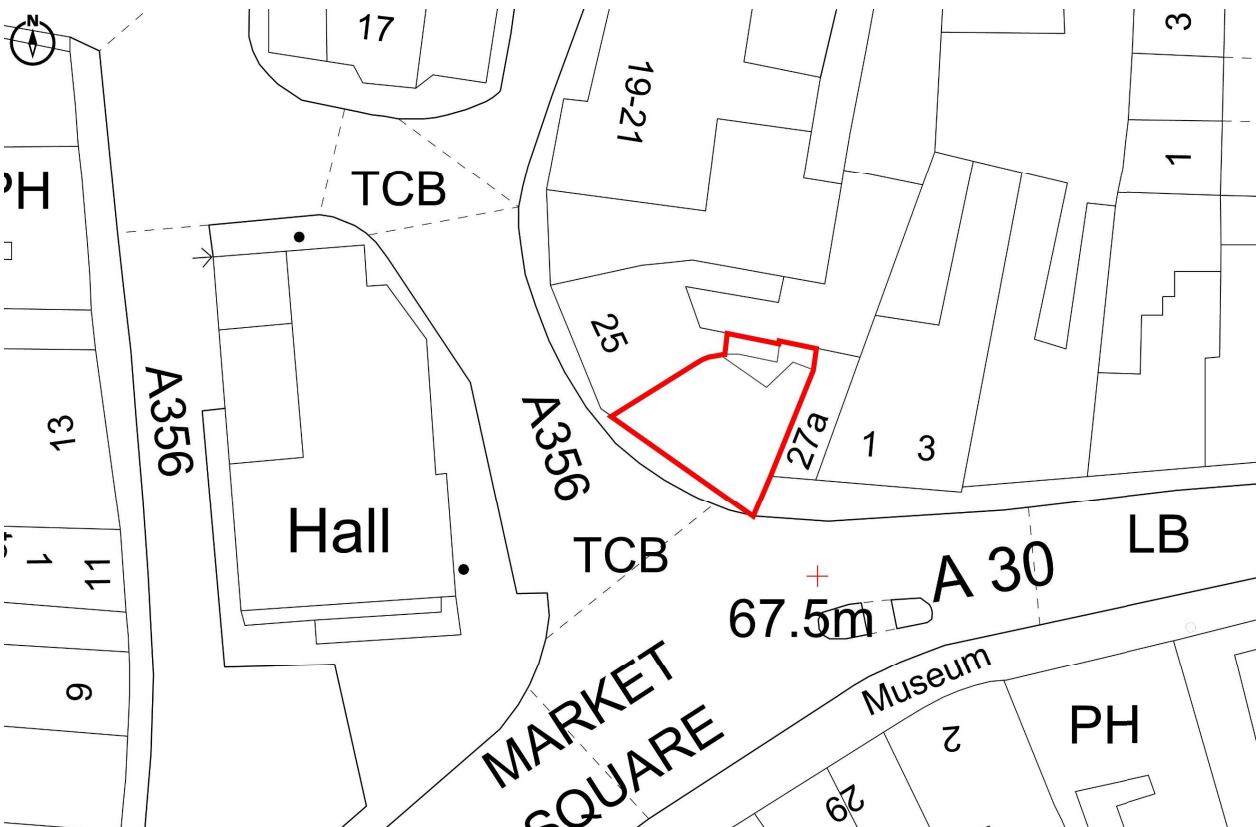 N
17
19-21
3
1
TCB
PH
25
A356
A356
13
27a
1
3
Hall
TCB
A 30
LB
1
11
67.5m
9
MARKET
SQUARE
Museum
2
PH
29